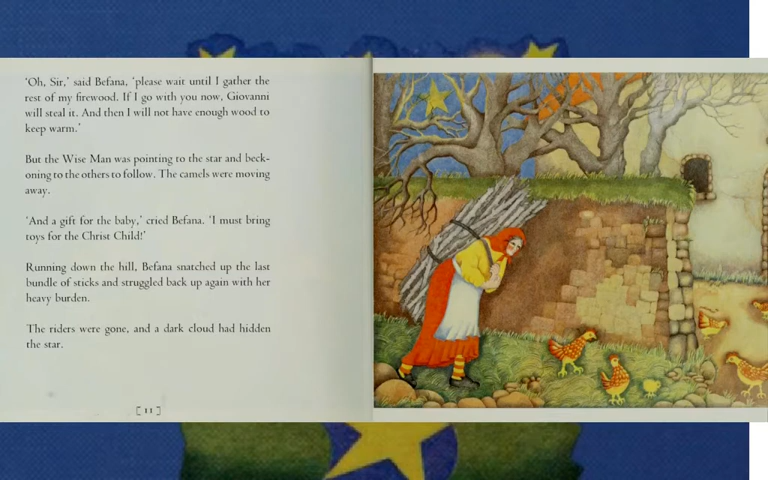 ‘Oh, Sir,’ said Befana, ‘please wait until I gather the
rest of my firewood. If I go with you now, Giovanni
will steal it. And then I will not have enough wood to
keep warm.’
But the Wise Man was pointing to the star and beck-
oning to the others to follow. The camels were moving
away.
‘And a gift for the baby,’ cried Befana. ‘I must bring
toys for the Christ Child!’
Running down the hill, Befana snatched up the last
bundle of sticks and struggled back up again with her
heavy burden.
The riders were gone, and a dark cloud had hidden
the star.
[ 11 ]